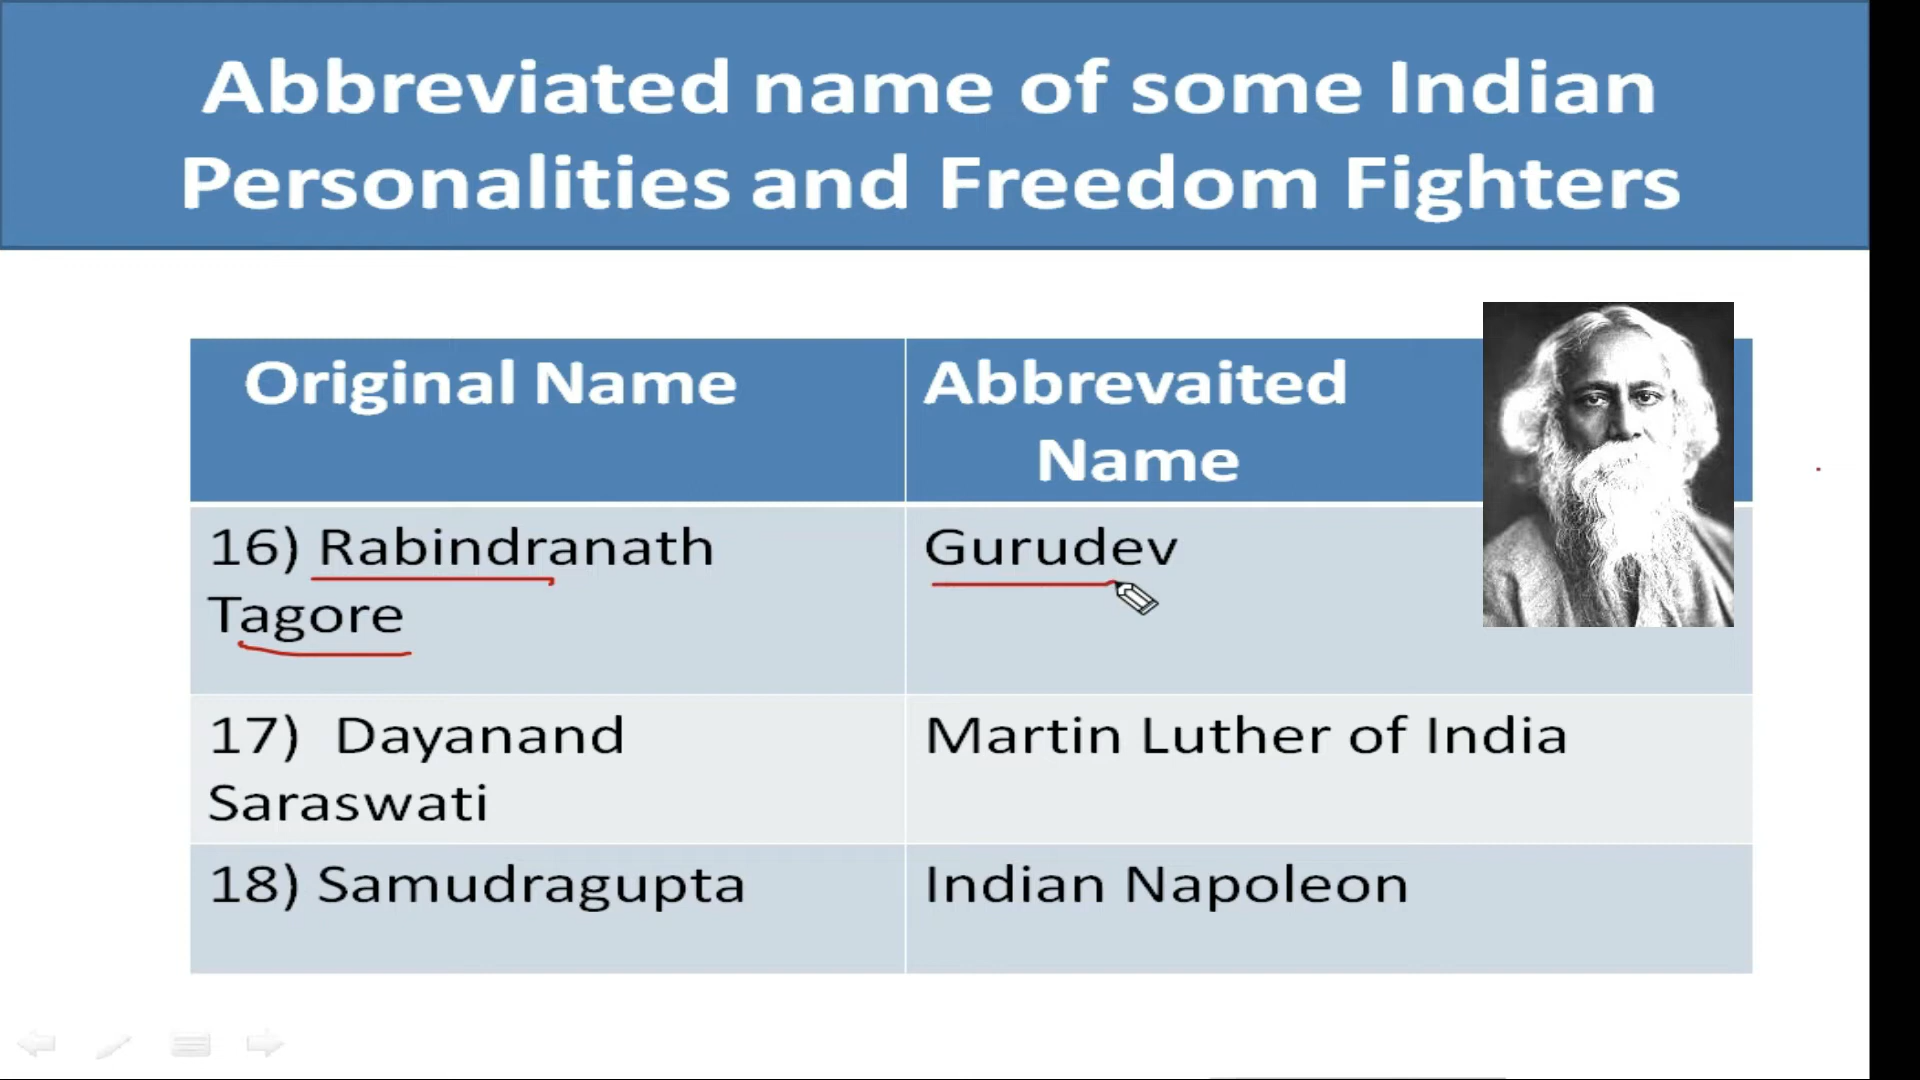 Abbreviated name of some Indian
Personalities and Freedom Fighters
Original Name
Abbrevaited
Name
16) Rabindranath
Tagore
Gurudev
17) Dayanand
Saraswati
Martin Luther of India
18) Samudragupta
Indian Napoleon